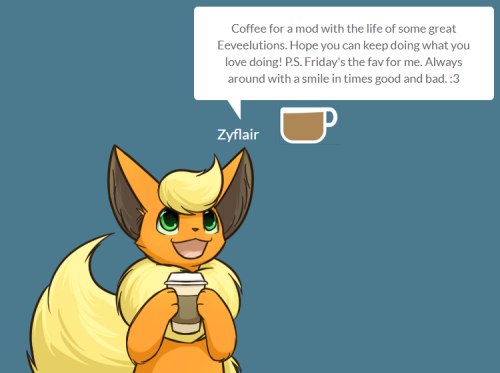 Coffee for a mod with the life of some great
Eeveelutions. Hope you can keep doing what you
love doing! P.S. Friday's the fav for me. Always
around with a smile in times good and bad. :3
Zyflair